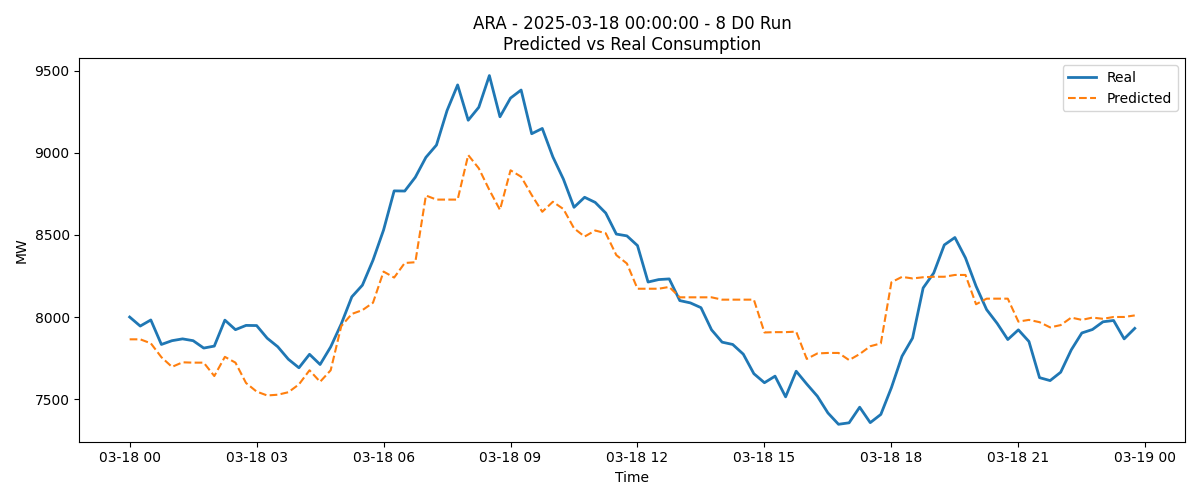 ARA - 2025-03-18 00:00:00 - 8 D0 Run
Predicted vs Real Consumption
Real
Predicted
MW
9500
9000
8500
8000
7500
03-18 00
03-18 03
03-18 06
03-18 09
03-18 12
03-18 15
03-18 18
03-18 21
03-19 00
Time